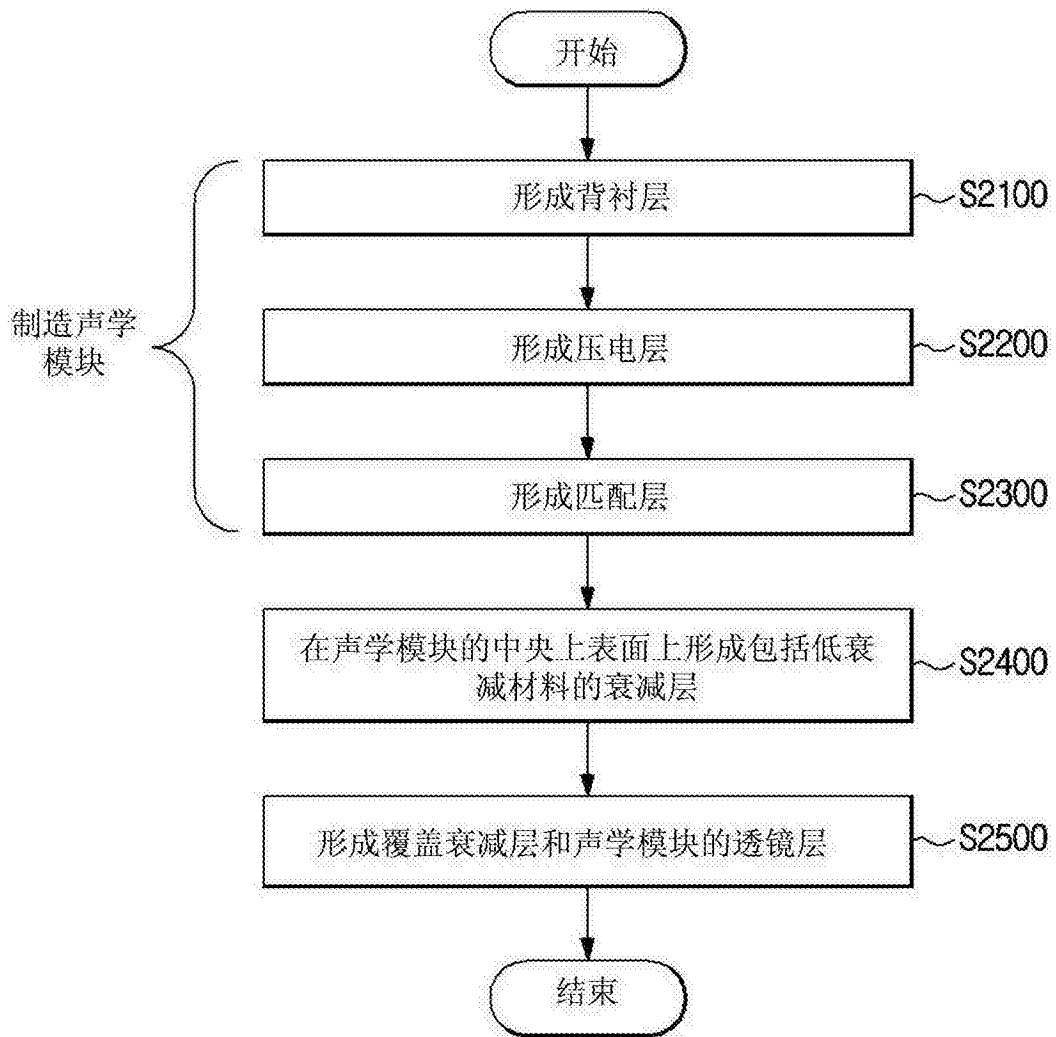 开始
形成背衬层
S2100
制造声学
模块
形成压电层
S2200
形成匹配层
S2300
在声学模块的中央上表面上形成包括低衰
减材料的衰减层
S2400
形成覆盖衰减层和声学模块的透镜层
S2500
结束